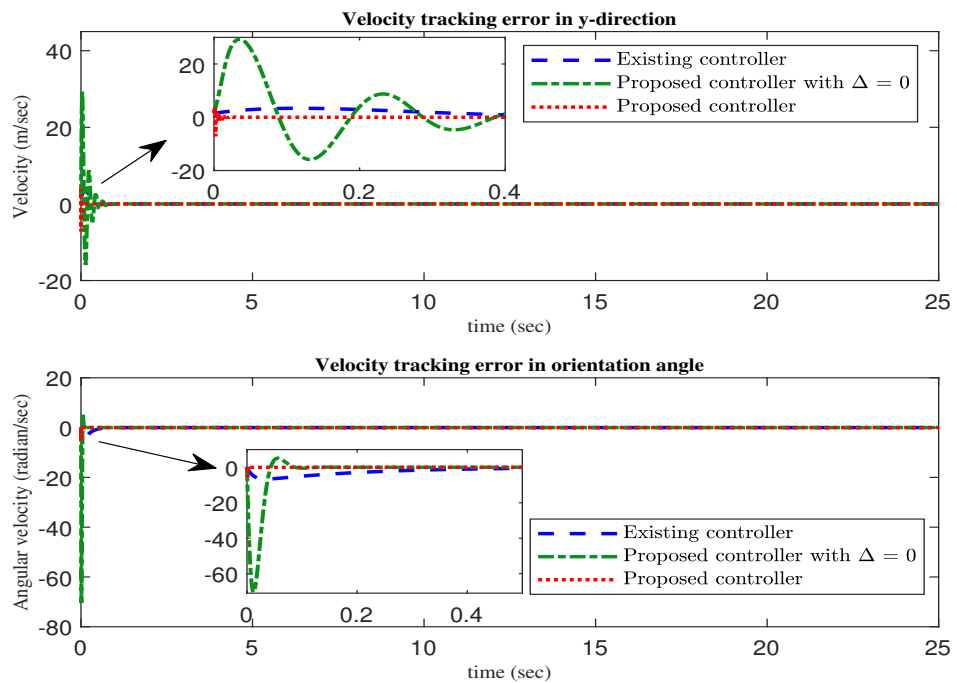 Velocity tracking error in y-direction
Velocity (m/sec)
40
20
0
-20
0 5 10 15 20 25
time (sec)
20
0
-20
0 0.2 0.4
Existing controller
Proposed controller with Δ = 0
Proposed controller
Velocity tracking error in orientation angle
Angular velocity (radian/sec)
20
0
-20
-40
-60
-80
0 5 10 15 20 25
time (sec)
0
-20
-40
-60
0 0.2 0.4
Existing controller
Proposed controller with Δ = 0
Proposed controller